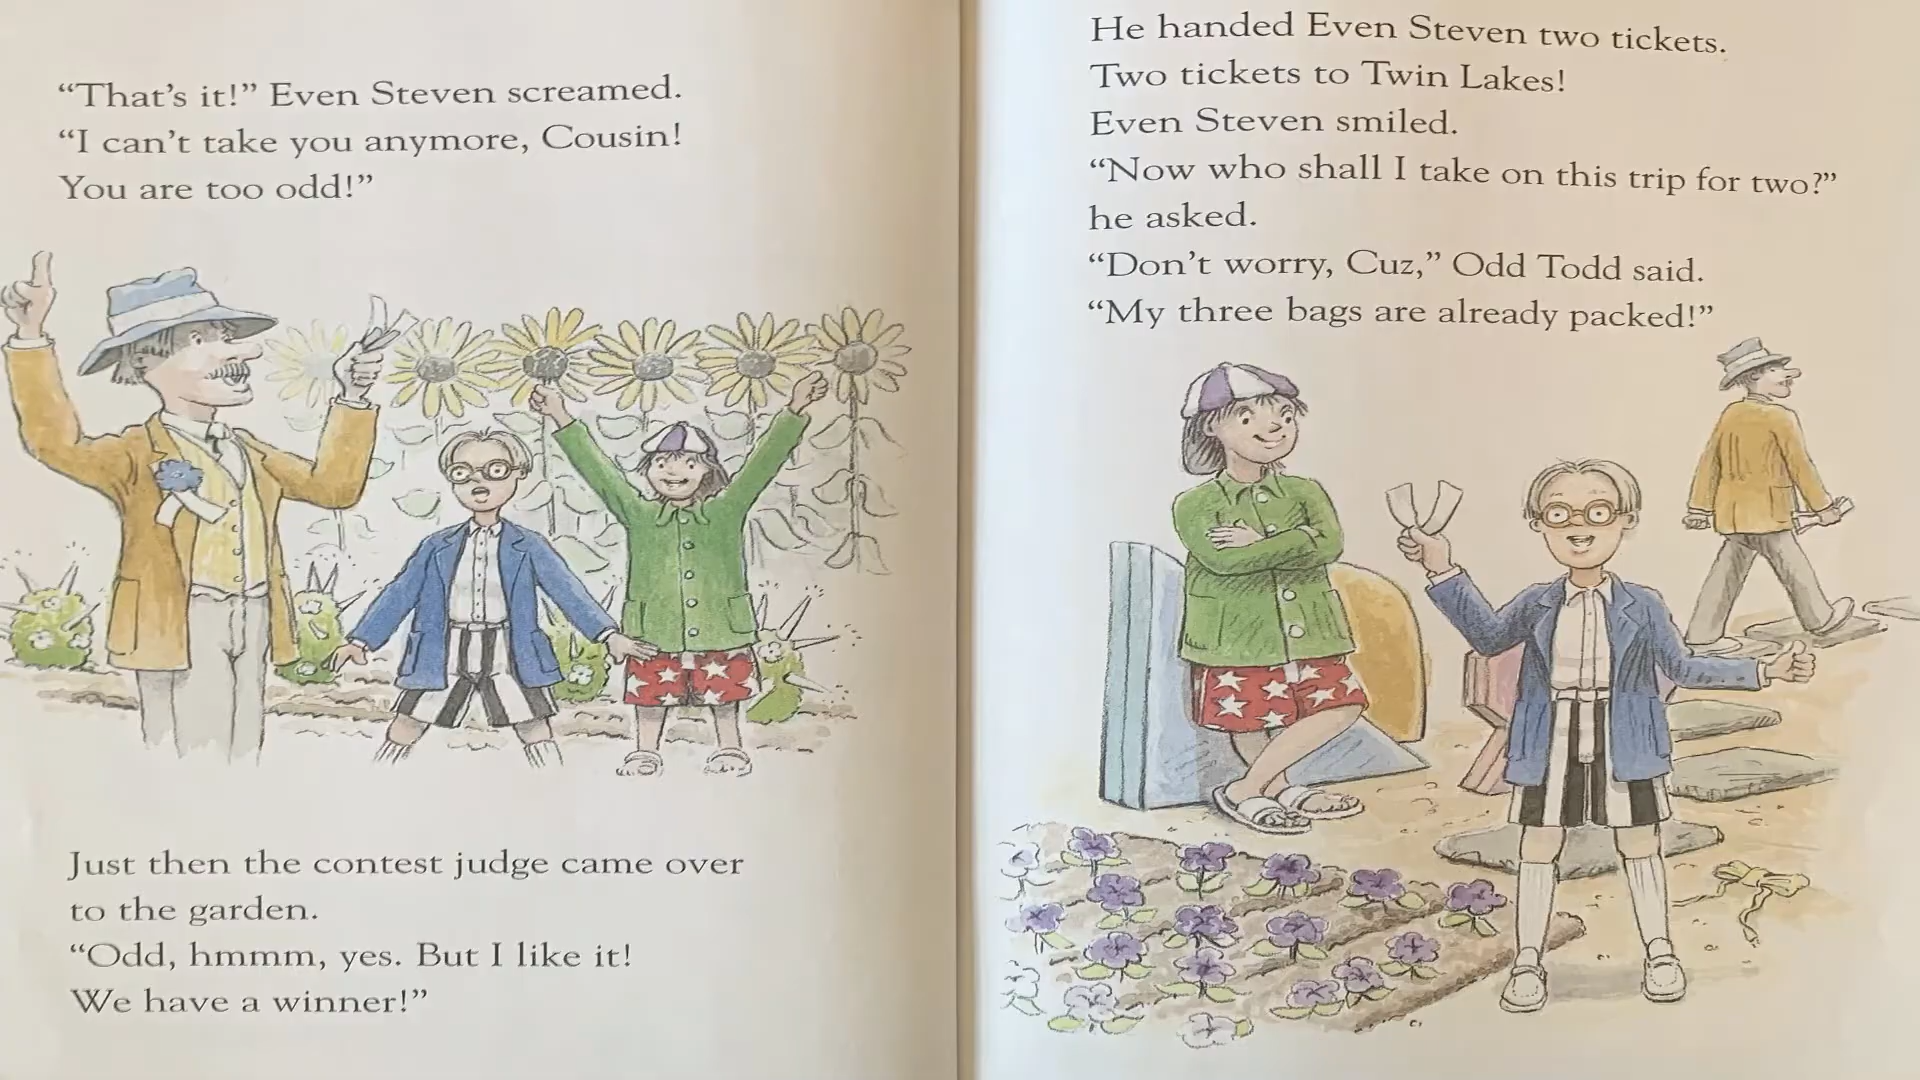 “That’s it!” Even Steven screamed.
“I can’t take you anymore, Cousin!
You are too odd!”
Just then the contest judge came over
to the garden.
“Odd, hmmm, yes. But I like it!
We have a winner!”
He handed Even Steven two tickets.
Two tickets to Twin Lakes!
Even Steven smiled.
“Now who shall I take on this trip for two?”
he asked.
“Don’t worry, Cuz,” Odd Todd said.
“My three bags are already packed!”